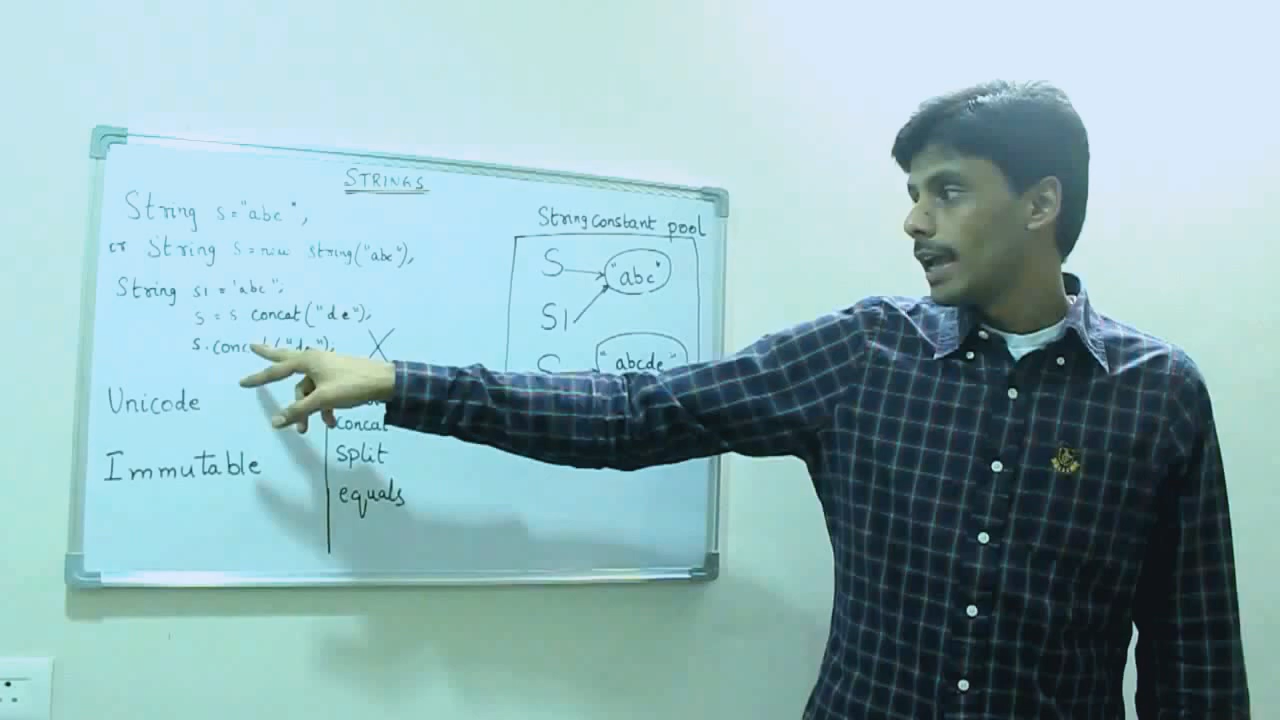 STRINGS
String s = "abc",
or String s = new string("abc"),
String s1 = "abc",
s = s concat("de"),
s.concat("de"); X
Unicode
Immutable
concat
split
equals
String constant pool
S "abc"
S1
S "abcde"